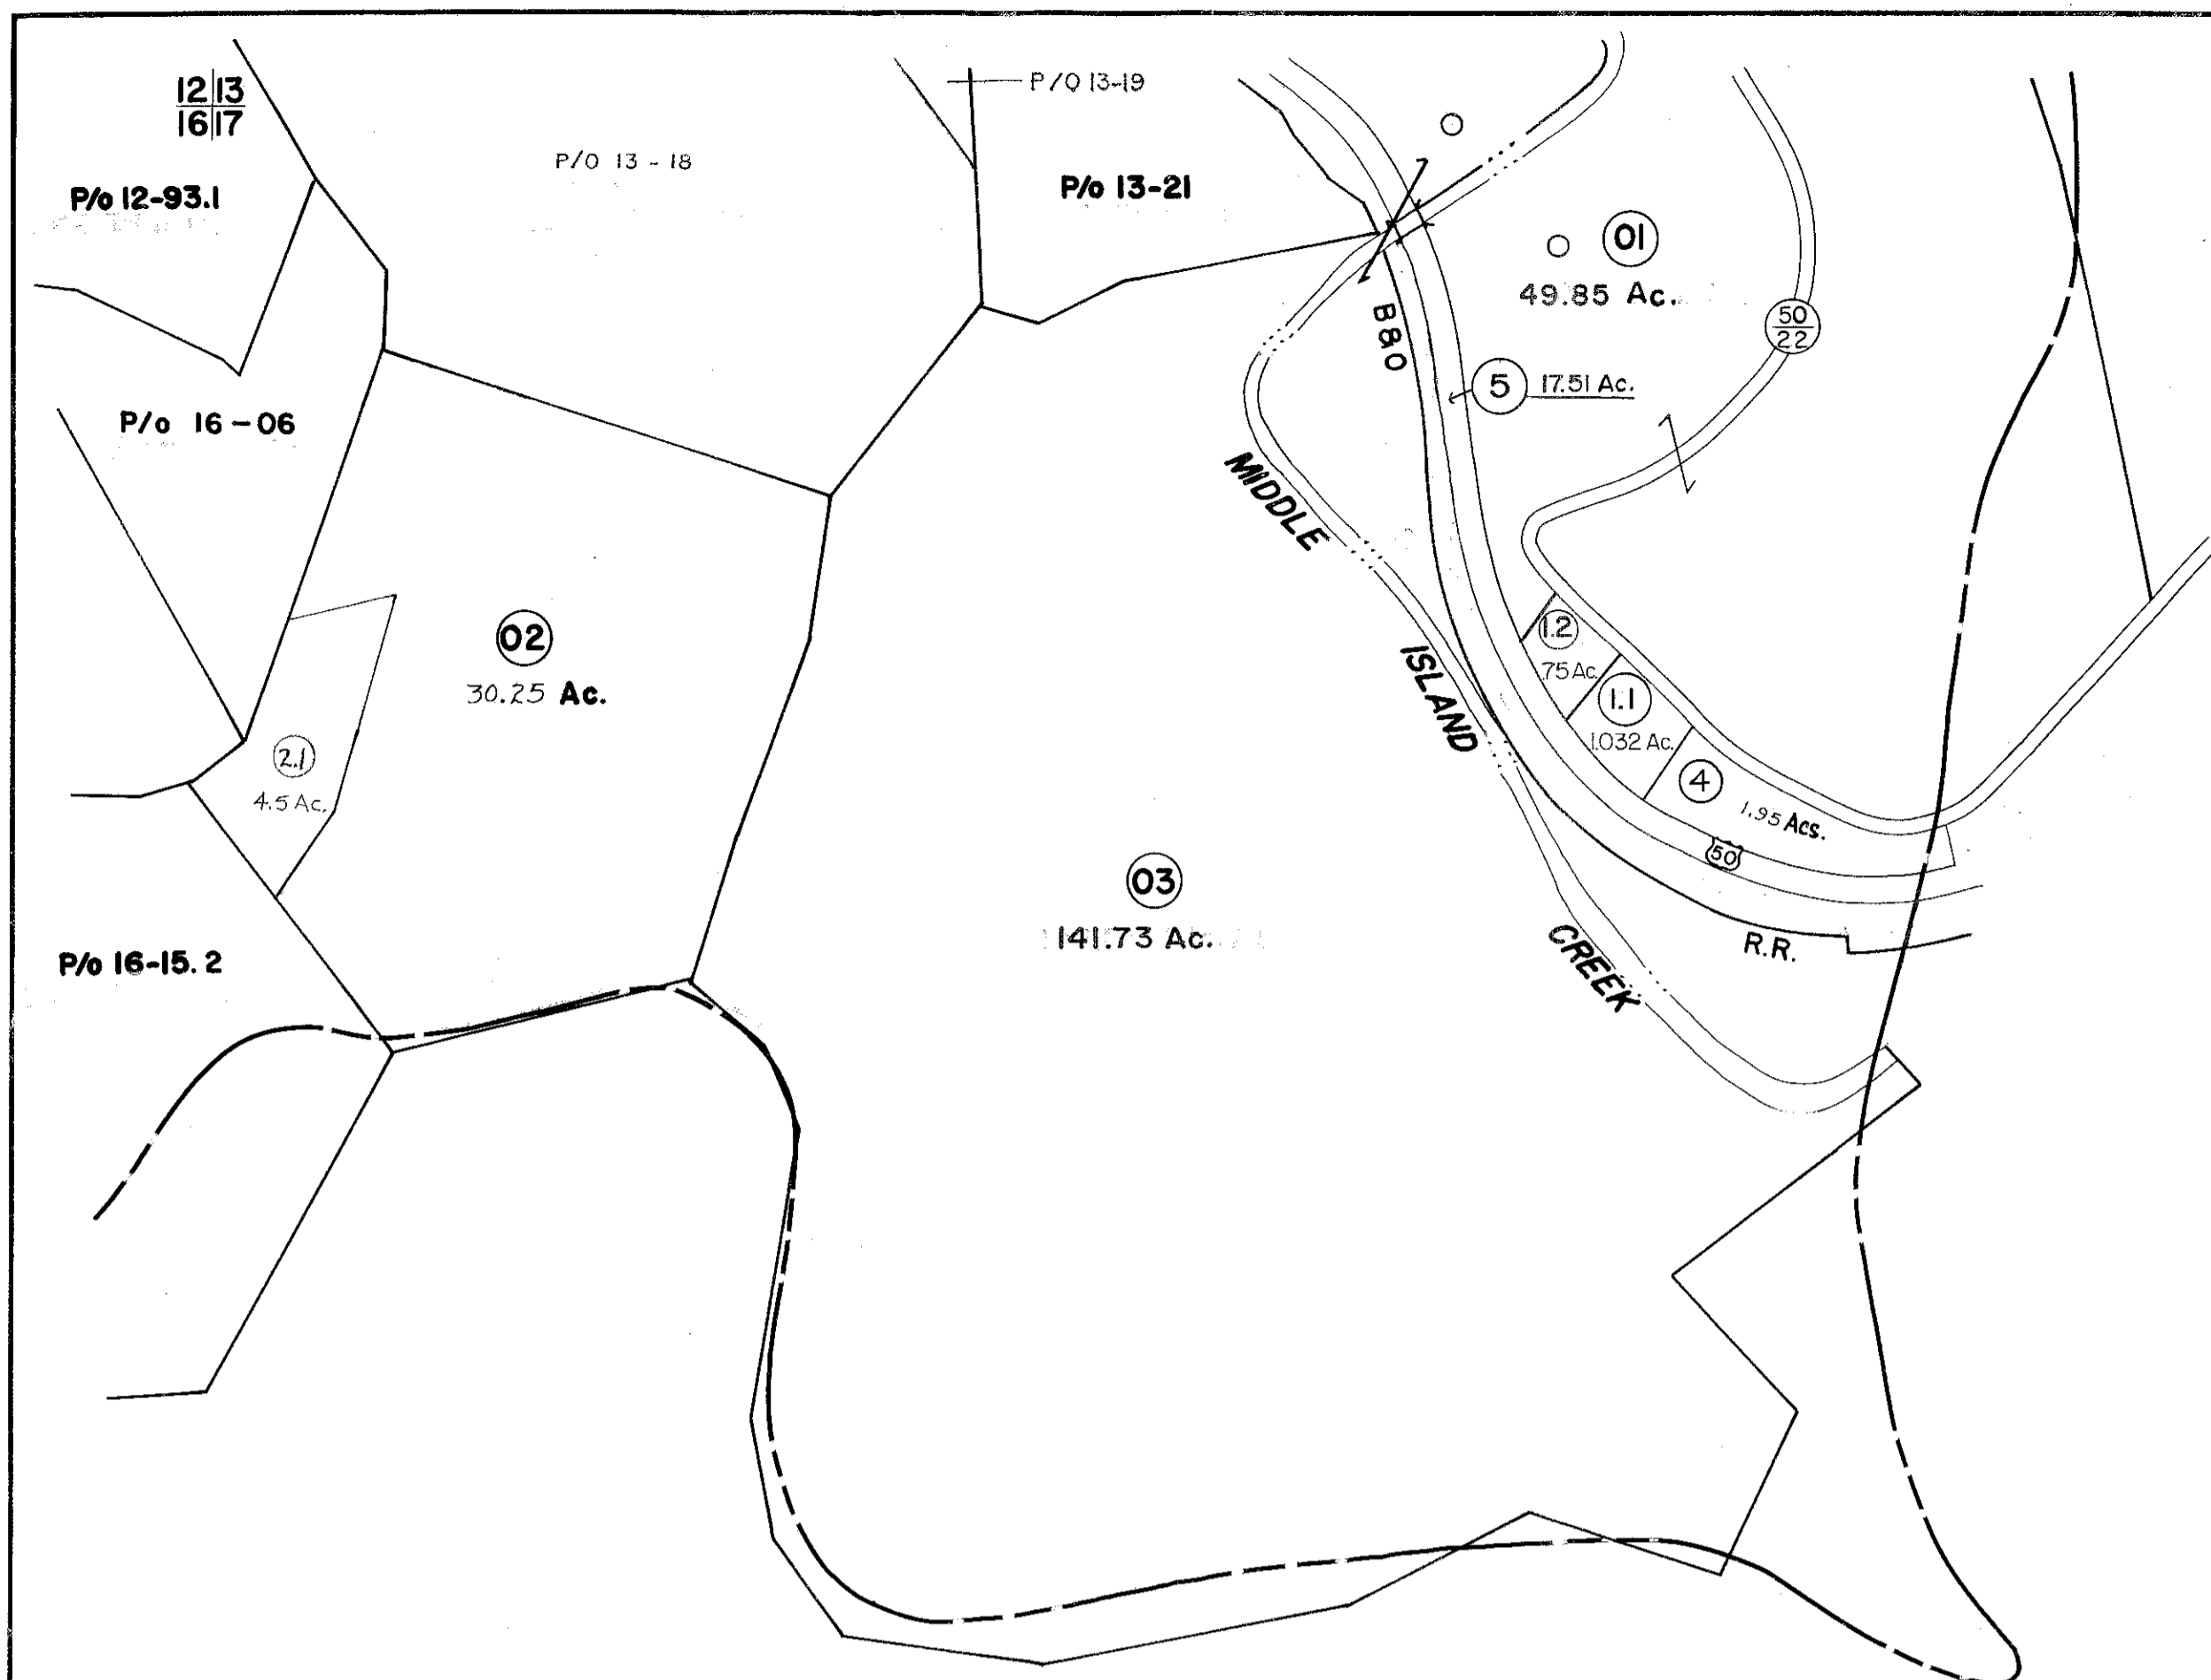 12 13
16 17
P/O 13-19
P/O 13 - 18
P/o 12-93.1
P/o 13-21
01
49.85 Ac.
50
22
B&O
5 17.51 Ac.
P/o 16-06
MIDDLE
02
30.25 Ac.
1.2
.75 Ac.
ISLAND
1.1
1.032 Ac.
2.1
4.5 Ac.
4
1.95 Acs.
50
03
141.73 Ac.
CREEK
R.R.
P/o 16-15.2